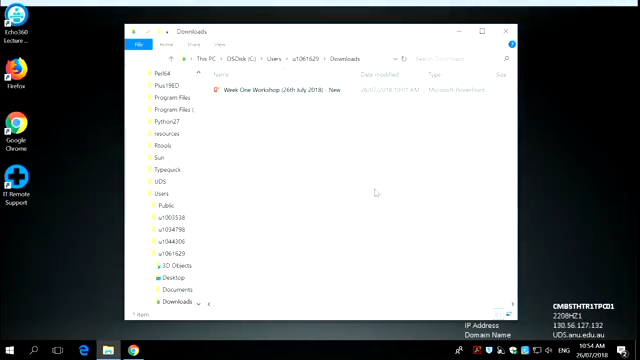 Echo360
Lecture...
Firefox
Google
Chrome
IT Remote
Support
Downloads
File
Home
Share
View
This PC
OSDisk (C:)
Users
u1061629
Downloads
Search Downloads
Name
Date modified
Type
Perl64
Plus19ED
Program Files
Program Files (
Python27
resources
Rtools
Sun
Typequick
UDS
Users
Public
u1003538
u1034798
u1044306
u1061629
3D Objects
Desktop
Documents
Downloads
Week One Workshop (26th July 2018) - New
26/07/2018 10:01 AM
Microsoft PowerPoint...
1 item
CMBSTHTR1TPC01
2208HZ1
IP Address
130.56.127.132
Domain Name
UDS.anu.edu.au
10:54 AM
26/07/2018